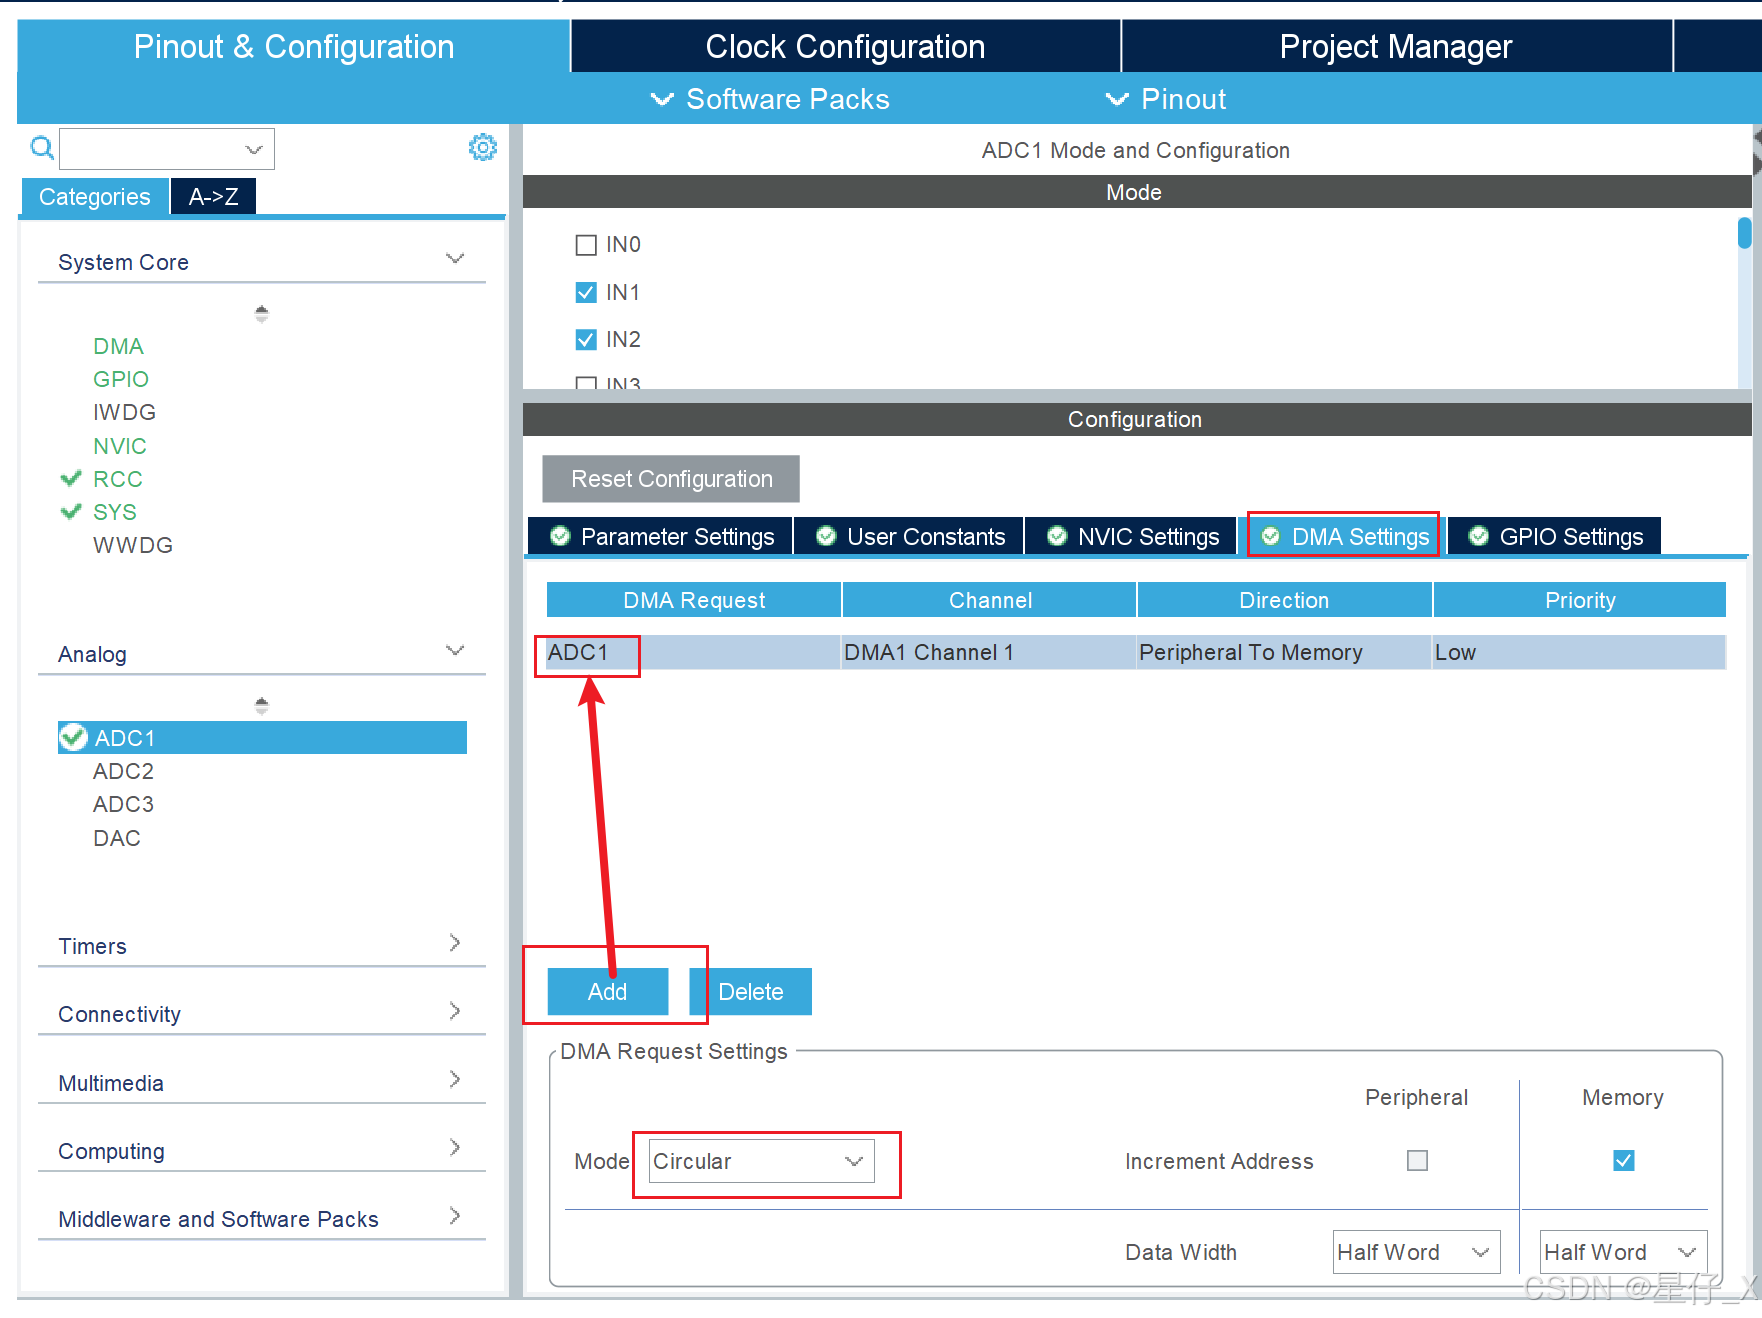 Pinout & Configuration
Clock Configuration
Project Manager
Software Packs
Pinout
Categories
A->Z
System Core
DMA
GPIO
IWDG
NVIC
RCC
SYS
WWDG
Analog
ADC1
ADC2
ADC3
DAC
Timers
Connectivity
Multimedia
Computing
Middleware and Software Packs
ADC1 Mode and Configuration
Mode
IN0
IN1
IN2
IN3
Configuration
Reset Configuration
Parameter Settings
User Constants
NVIC Settings
DMA Settings
GPIO Settings
DMA Request Channel Direction Priority
ADC1 DMA1 Channel 1 Peripheral To Memory Low
Add
Delete
DMA Request Settings
Peripheral Memory
Mode Circular Increment Address
Data Width Half Word Half Word
CSDN @星仔_X